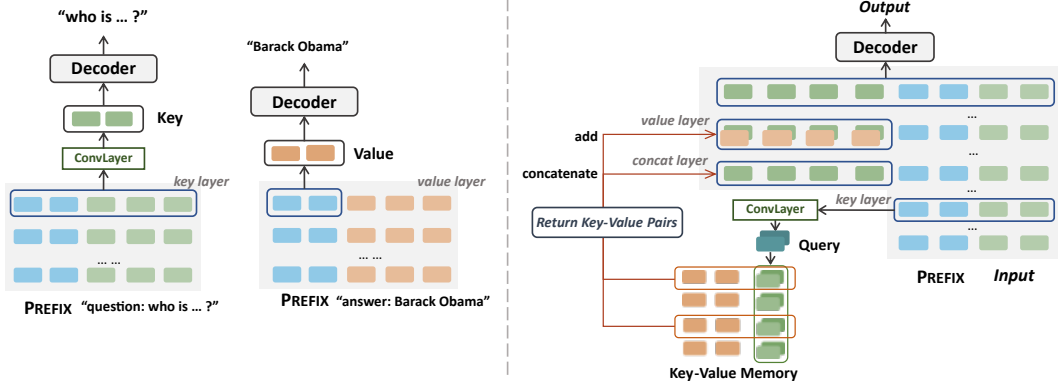 “who is ... ?”
Decoder
Key
ConvLayer
key layer
... ...
PREFIX “question: who is ... ?”
“Barack Obama”
Decoder
Value
value layer
... ...
PREFIX “answer: Barack Obama”
Output
Decoder
...
value layer
add
...
concat layer
concatenate
...
key layer
ConvLayer
Return Key-Value Pairs
...
Query
PREFIX Input
Key-Value Memory